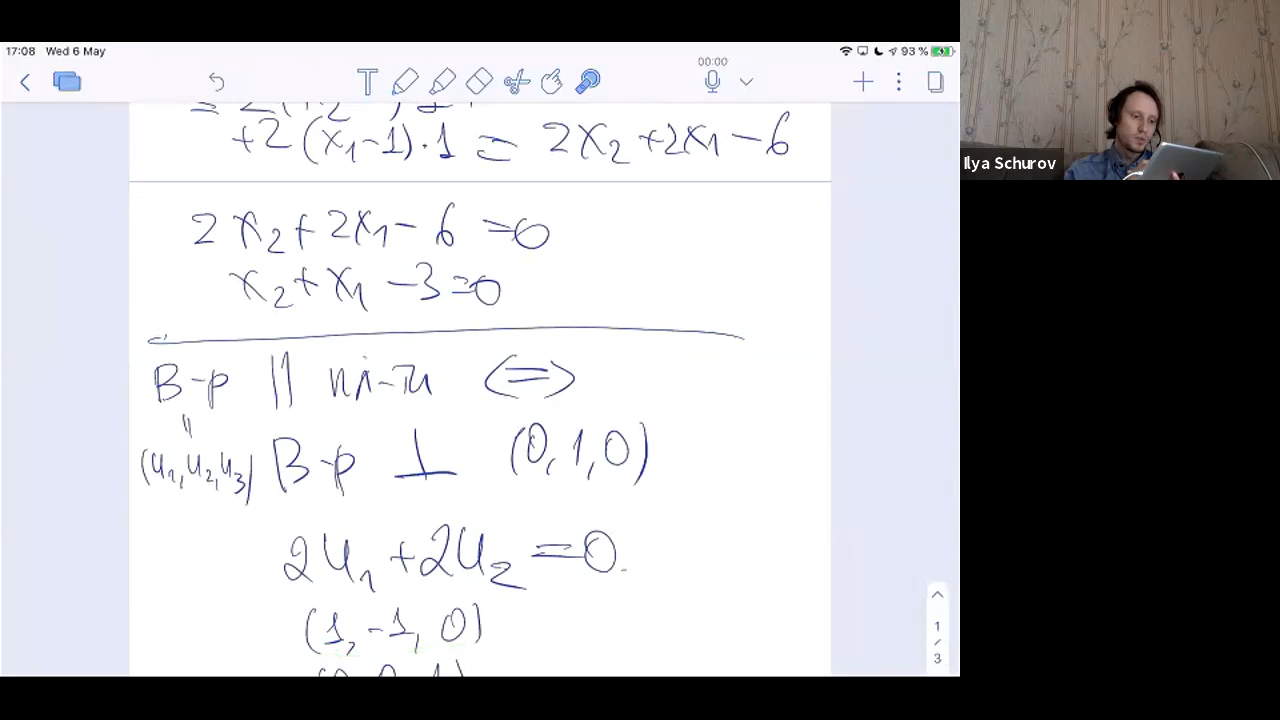 17:08 Wed 6 May 93 %
00:00
T
+2 (x₁−1)·1 = 2x₂+2x₁−6
Ilya Schurov
2x₂+2x₁−6 =0
x₂+x₁ −3=0
В-р || пл-ти <=>
"
(u₁,u₂,u₃) В-р ⊥ (0,1,0)
2u₁+2u₂ =0.
(1,−1,0)
1
/
3